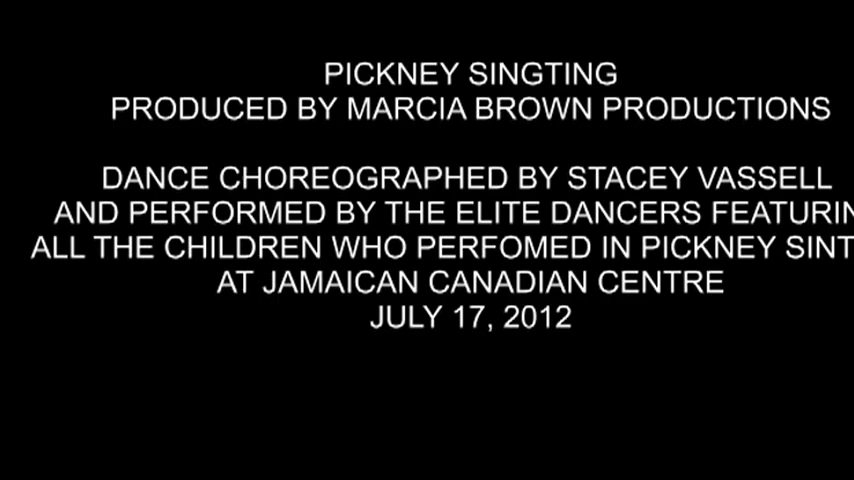 PICKNEY SINGTING
PRODUCED BY MARCIA BROWN PRODUCTIONS
DANCE CHOREOGRAPHED BY STACEY VASSELL
AND PERFORMED BY THE ELITE DANCERS FEATURIN
ALL THE CHILDREN WHO PERFOMED IN PICKNEY SINT
AT JAMAICAN CANADIAN CENTRE
JULY 17, 2012